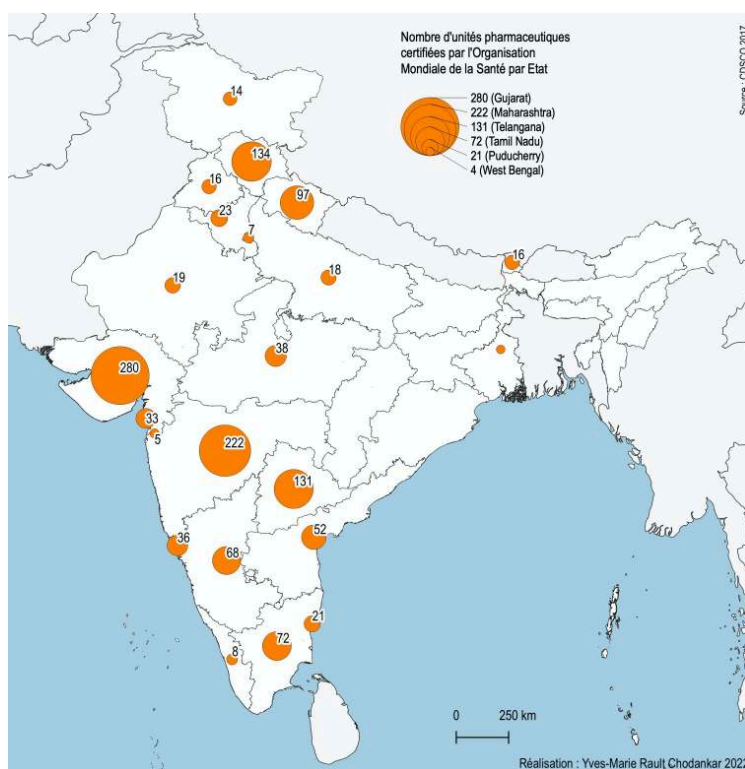 Nombre d'unités pharmaceutiques
certifiées par l'Organisation
Mondiale de la Santé par Etat
280 (Gujarat)
222 (Maharashtra)
131 (Telangana)
72 (Tamil Nadu)
21 (Puducherry)
4 (West Bengal)
Source : CDSCO 2017
14
134
16
97
23
7
16
19
18
38
280
33
5
222
131
36
52
68
21
72
8
0 250 km
Réalisation : Yves-Marie Rault Chodankar 2022